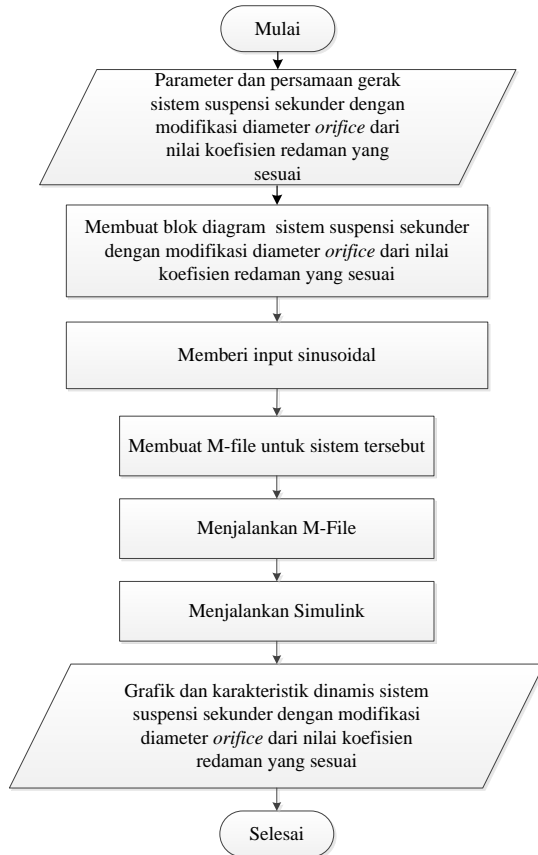 Mulai
Parameter dan persamaan gerak
sistem suspensi sekunder dengan
modifikasi diameter orifice dari
nilai koefisien redaman yang
sesuai
Membuat blok diagram sistem suspensi sekunder
dengan modifikasi diameter orifice dari nilai
koefisien redaman yang sesuai
Memberi input sinusoidal
Membuat M-file untuk sistem tersebut
Menjalankan M-File
Menjalankan Simulink
Grafik dan karakteristik dinamis sistem
suspensi sekunder dengan modifikasi
diameter orifice dari nilai koefisien
redaman yang sesuai
Selesai